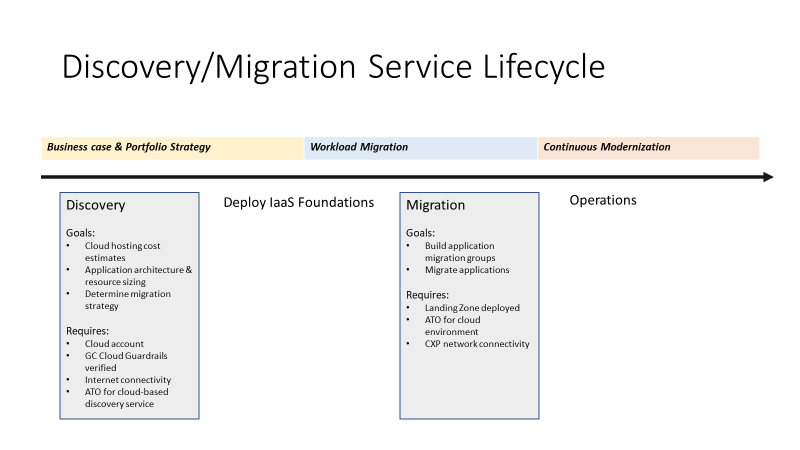 Discovery/Migration Service Lifecycle
Business case & Portfolio Strategy
Workload Migration
Continuous Modernization
Discovery
Goals:
• Cloud hosting cost
estimates
• Application architecture &
resource sizing
• Determine migration
strategy
Requires:
• Cloud account
• GC Cloud Guardrails
verified
• Internet connectivity
• ATO for cloud-based
discovery service
Deploy IaaS Foundations
Migration
Goals:
• Build application
migration groups
• Migrate applications
Requires:
• Landing Zone deployed
• ATO for cloud
environment
• CXP network connectivity
Operations